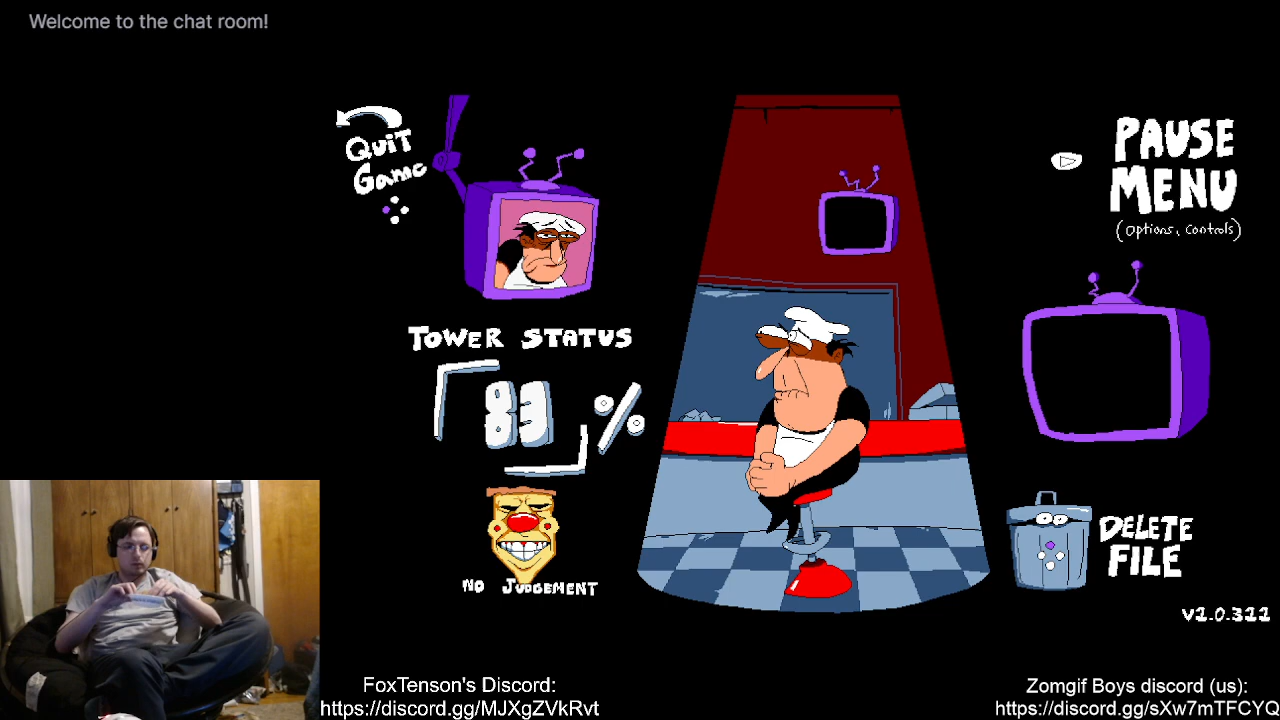 Welcome to the chat room!
QUIT
GAME
PAUSE
MENU
(Options, Controls)
TOWER STATUS
83 %
NO JUDGEMENT
DELETE
FILE
v1.0.311
FoxTenson's Discord:
https://discord.gg/MJXgZVkRvt
Zomgif Boys discord (us):
https://discord.gg/sXw7mTFCYQ